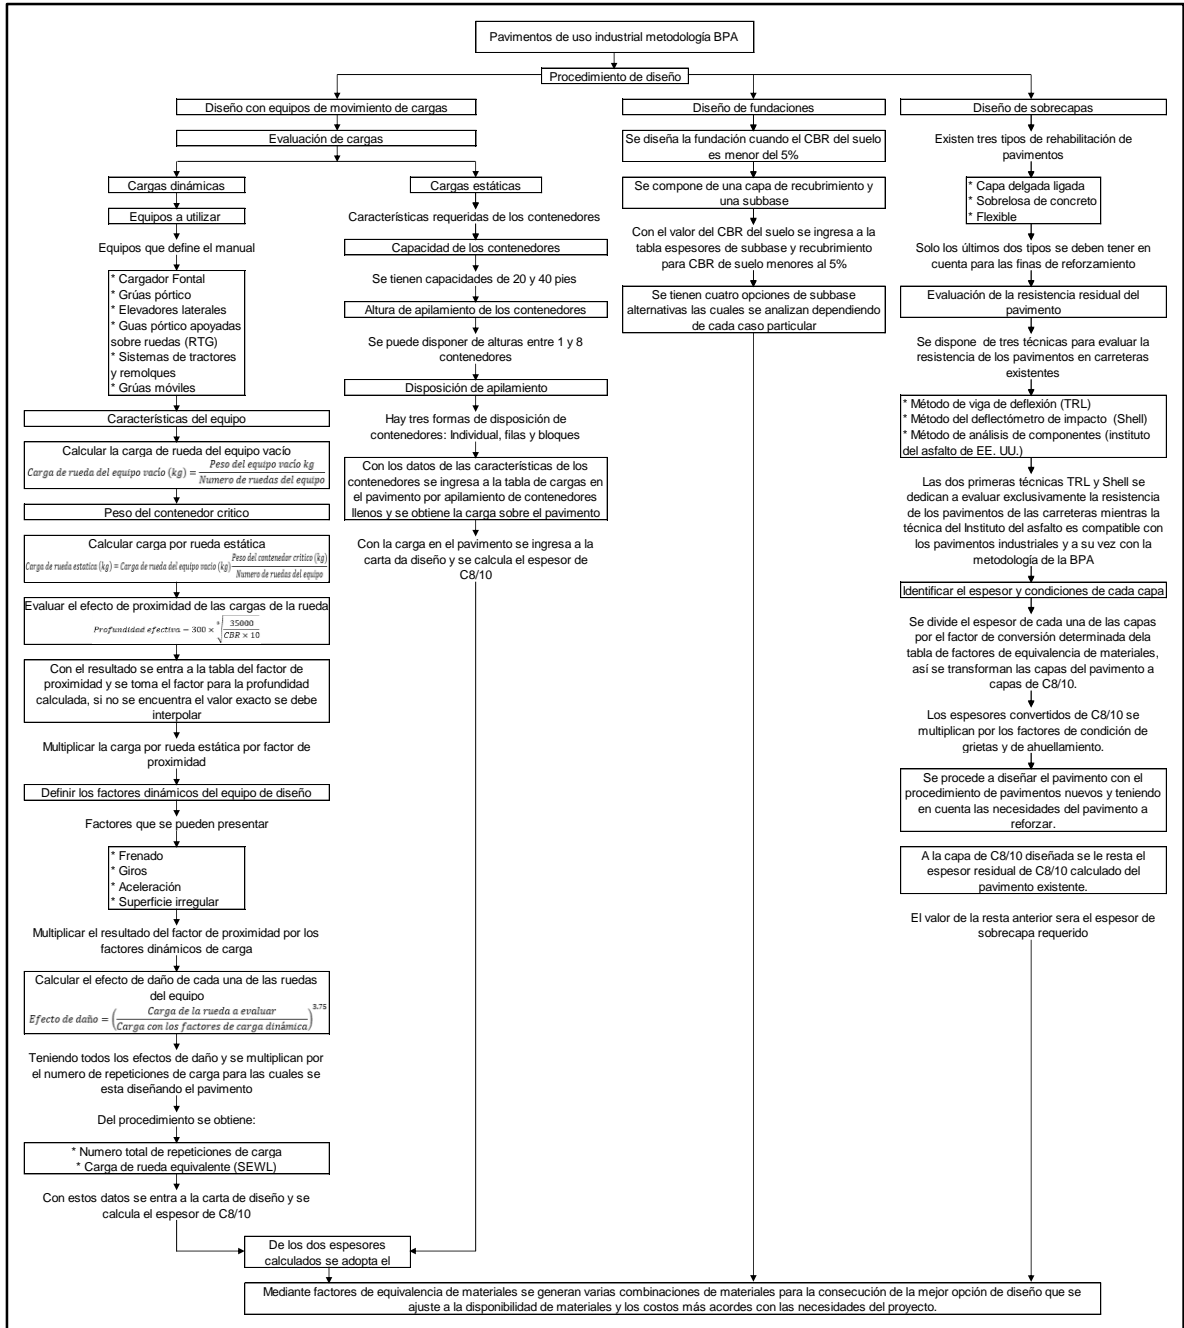 Pavimentos de uso industrial metodología BPA
Procedimiento de diseño
Diseño con equipos de movimiento de cargas
Evaluación de cargas
Cargas dinámicas
Equipos a utilizar
Equipos que define el manual
* Cargador Fontal
* Grúas pórtico
* Elevadores laterales
* Guas pórtico apoyadas
sobre ruedas (RTG)
* Sistemas de tractores
y remolques
* Grúas móviles
Características del equipo
Calcular la carga de rueda del equipo vacío
Carga de rueda del equipo vacío (kg) = Peso del equipo vacío kg / Numero de ruedas del equipo
Peso del contenedor critico
Calcular carga por rueda estática
Carga de rueda estatica (kg) = Carga de rueda del equipo vacio (kg) Peso del contenedor critico (kg) / Numero de ruedas del equipo
Evaluar el efecto de proximidad de las cargas de la rueda
Profundidad efectiva − 300 × √ 35000 / CBR × 10
Con el resultado se entra a la tabla del factor de
proximidad y se toma el factor para la profundidad
calculada, si no se encuentra el valor exacto se debe
interpolar
Multiplicar la carga por rueda estática por factor de
proximidad
Definir los factores dinámicos del equipo de diseño
Factores que se pueden presentar
* Frenado
* Giros
* Aceleración
* Superficie irregular
Multiplicar el resultado del factor de proximidad por los
factores dinámicos de carga
Calcular el efecto de daño de cada una de las ruedas
del equipo
Efecto de daño = (Carga de la rueda a evaluar / Carga con los factores de carga dinámica)^3.75
Teniendo todos los efectos de daño y se multiplican por
el numero de repeticiones de carga para las cuales se
esta diseñando el pavimento
Del procedimiento se obtiene:
* Numero total de repeticiones de carga
* Carga de rueda equivalente (SEWL)
Con estos datos se entra a la carta de diseño y se
calcula el espesor de C8/10
Cargas estáticas
Características requeridas de los contenedores
Capacidad de los contenedores
Se tienen capacidades de 20 y 40 pies
Altura de apilamiento de los contenedores
Se puede disponer de alturas entre 1 y 8
contenedores
Disposición de apilamiento
Hay tres formas de disposición de
contenedores: Individual, filas y bloques
Con los datos de las características de los
contenedores se ingresa a la tabla de cargas en
el pavimento por apilamiento de contenedores
llenos y se obtiene la carga sobre el pavimento
Con la carga en el pavimento se ingresa a la
carta da diseño y se calcula el espesor de
C8/10
De los dos espesores
calculados se adopta el
Diseño de fundaciones
Se diseña la fundación cuando el CBR del suelo
es menor del 5%
Se compone de una capa de recubrimiento y
una subbase
Con el valor del CBR del suelo se ingresa a la
tabla espesores de subbase y recubrimiento
para CBR de suelo menores al 5%
Se tienen cuatro opciones de subbase
alternativas las cuales se analizan dependiendo
de cada caso particular
Diseño de sobrecapas
Existen tres tipos de rehabilitación de
pavimentos
* Capa delgada ligada
* Sobrelosa de concreto
* Flexible
Solo los últimos dos tipos se deben tener en
cuenta para las finas de reforzamiento
Evaluación de la resistencia residual del
pavimento
Se dispone de tres técnicas para evaluar la
resistencia de los pavimentos en carreteras
existentes
* Método de viga de deflexión (TRL)
* Método del deflectómetro de impacto (Shell)
* Método de análisis de componentes (instituto
del asfalto de EE. UU.)
Las dos primeras técnicas TRL y Shell se
dedican a evaluar exclusivamente la resistencia
de los pavimentos de las carreteras mientras la
técnica del Instituto del asfalto es compatible con
los pavimentos industriales y a su vez con la
metodología de la BPA
Identificar el espesor y condiciones de cada capa
Se divide el espesor de cada una de las capas
por el factor de conversión determinada dela
tabla de factores de equivalencia de materiales,
así se transforman las capas del pavimento a
capas de C8/10.
Los espesores convertidos de C8/10 se
multiplican por los factores de condición de
grietas y de ahuellamiento.
Se procede a diseñar el pavimento con el
procedimiento de pavimentos nuevos y teniendo
en cuenta las necesidades del pavimento a
reforzar.
A la capa de C8/10 diseñada se le resta el
espesor residual de C8/10 calculado del
pavimento existente.
El valor de la resta anterior sera el espesor de
sobrecapa requerido
Mediante factores de equivalencia de materiales se generan varias combinaciones de materiales para la consecución de la mejor opción de diseño que se
ajuste a la disponibilidad de materiales y los costos más acordes con las necesidades del proyecto.